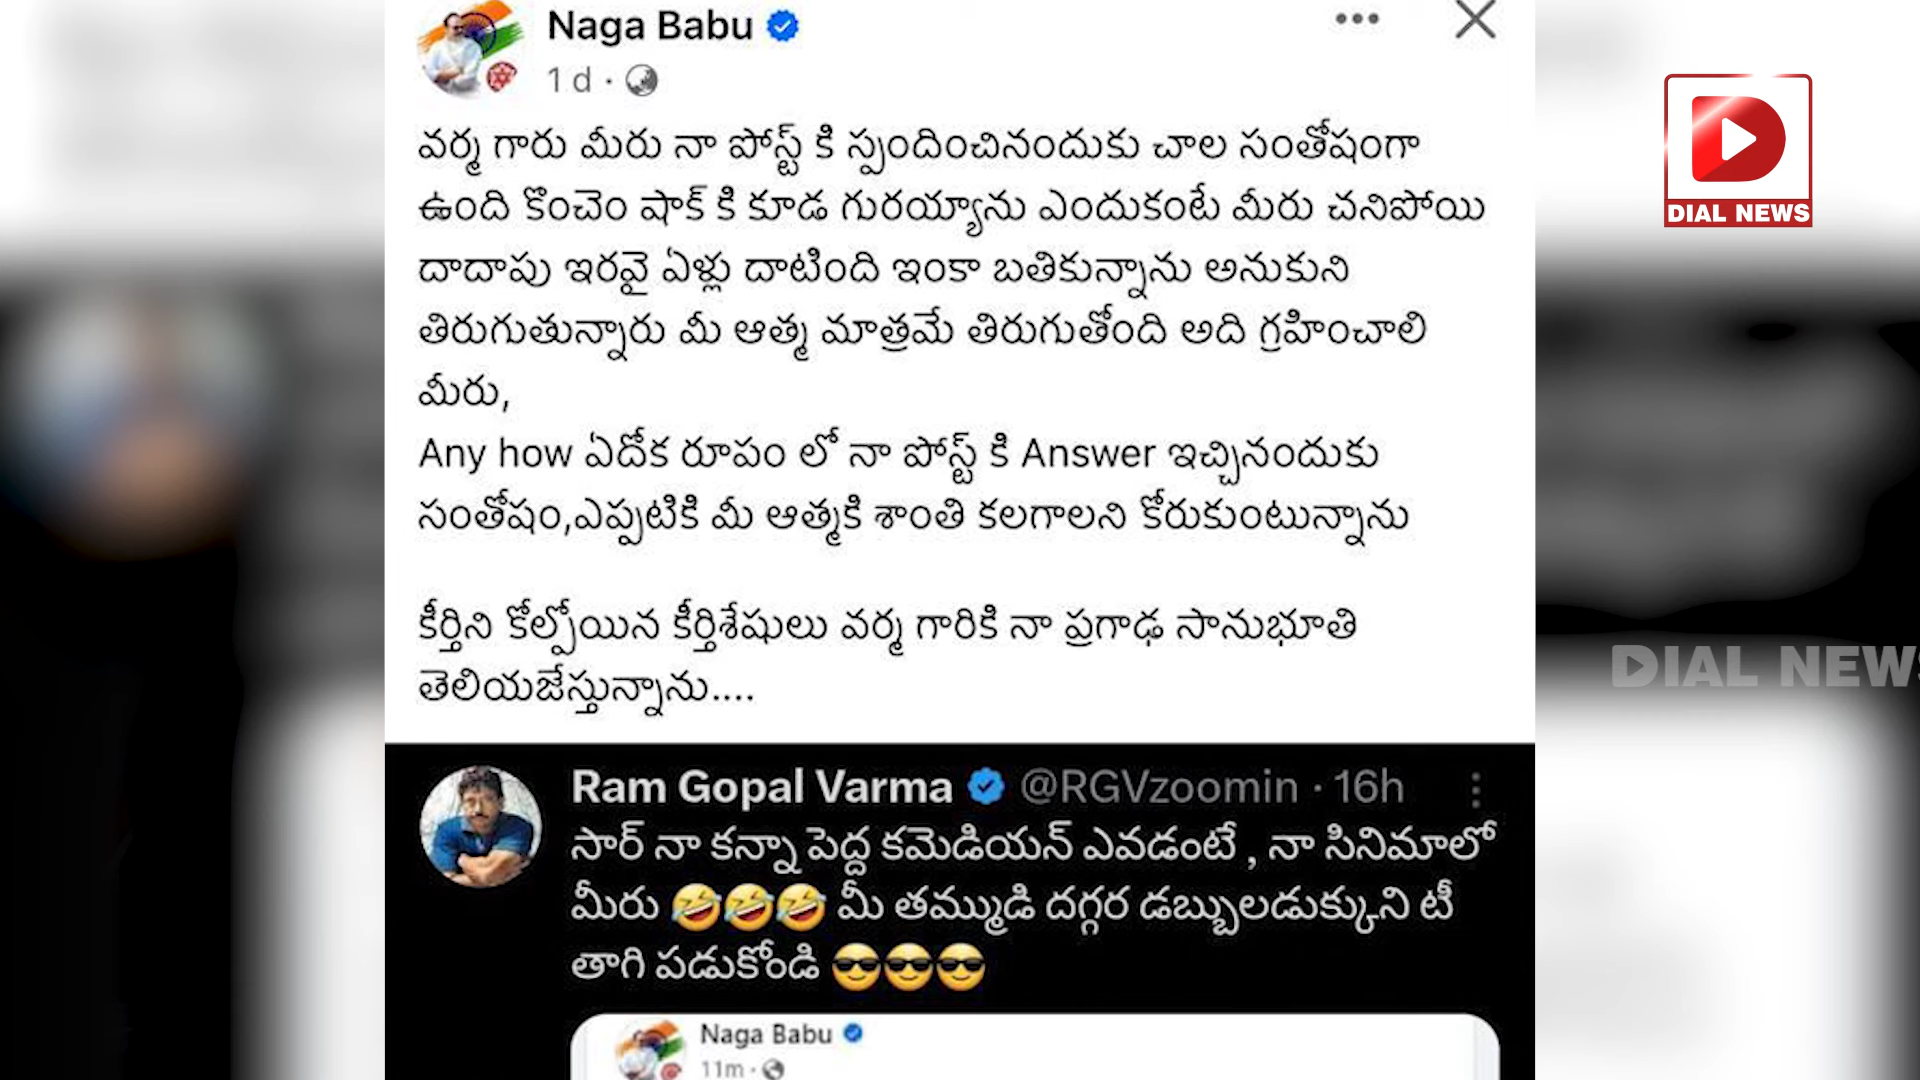 Naga Babu
1 d ·
వర్మ గారు మీరు నా పోస్ట్ కి స్పందించినందుకు చాల సంతోషంగా
ఉంది కొంచెం షాక్ కి కూడ గురయ్యాను ఎందుకంటే మీరు చనిపోయి
దాదాపు ఇరవై ఏళ్లు దాటింది ఇంకా బతికున్నాను అనుకుని
తిరుగుతున్నారు మీ ఆత్మ మాత్రమే తిరుగుతోంది అది గ్రహించాలి
మీరు,
Any how ఏదోక రూపం లో నా పోస్ట్ కి Answer ఇచ్చినందుకు
సంతోషం,ఎప్పటికి మీ ఆత్మకి శాంతి కలగాలని కోరుకుంటున్నాను
కీర్తిని కోల్పోయిన కీర్తిశేషులు వర్మ గారికి నా ప్రగాఢ సానుభూతి
తెలియజేస్తున్నాను....
Ram Gopal Varma @RGVzoomin · 16h
సార్ నా కన్నా పెద్ద కమెడియన్ ఎవడంటే , నా సినిమాలో
మీరు 🤣🤣🤣 మీ తమ్ముడి దగ్గర డబ్బులడుక్కుని టీ
తాగి పడుకోండి 😎😎😎
Naga Babu
11m ·
DIAL NEWS
DIAL NEWS